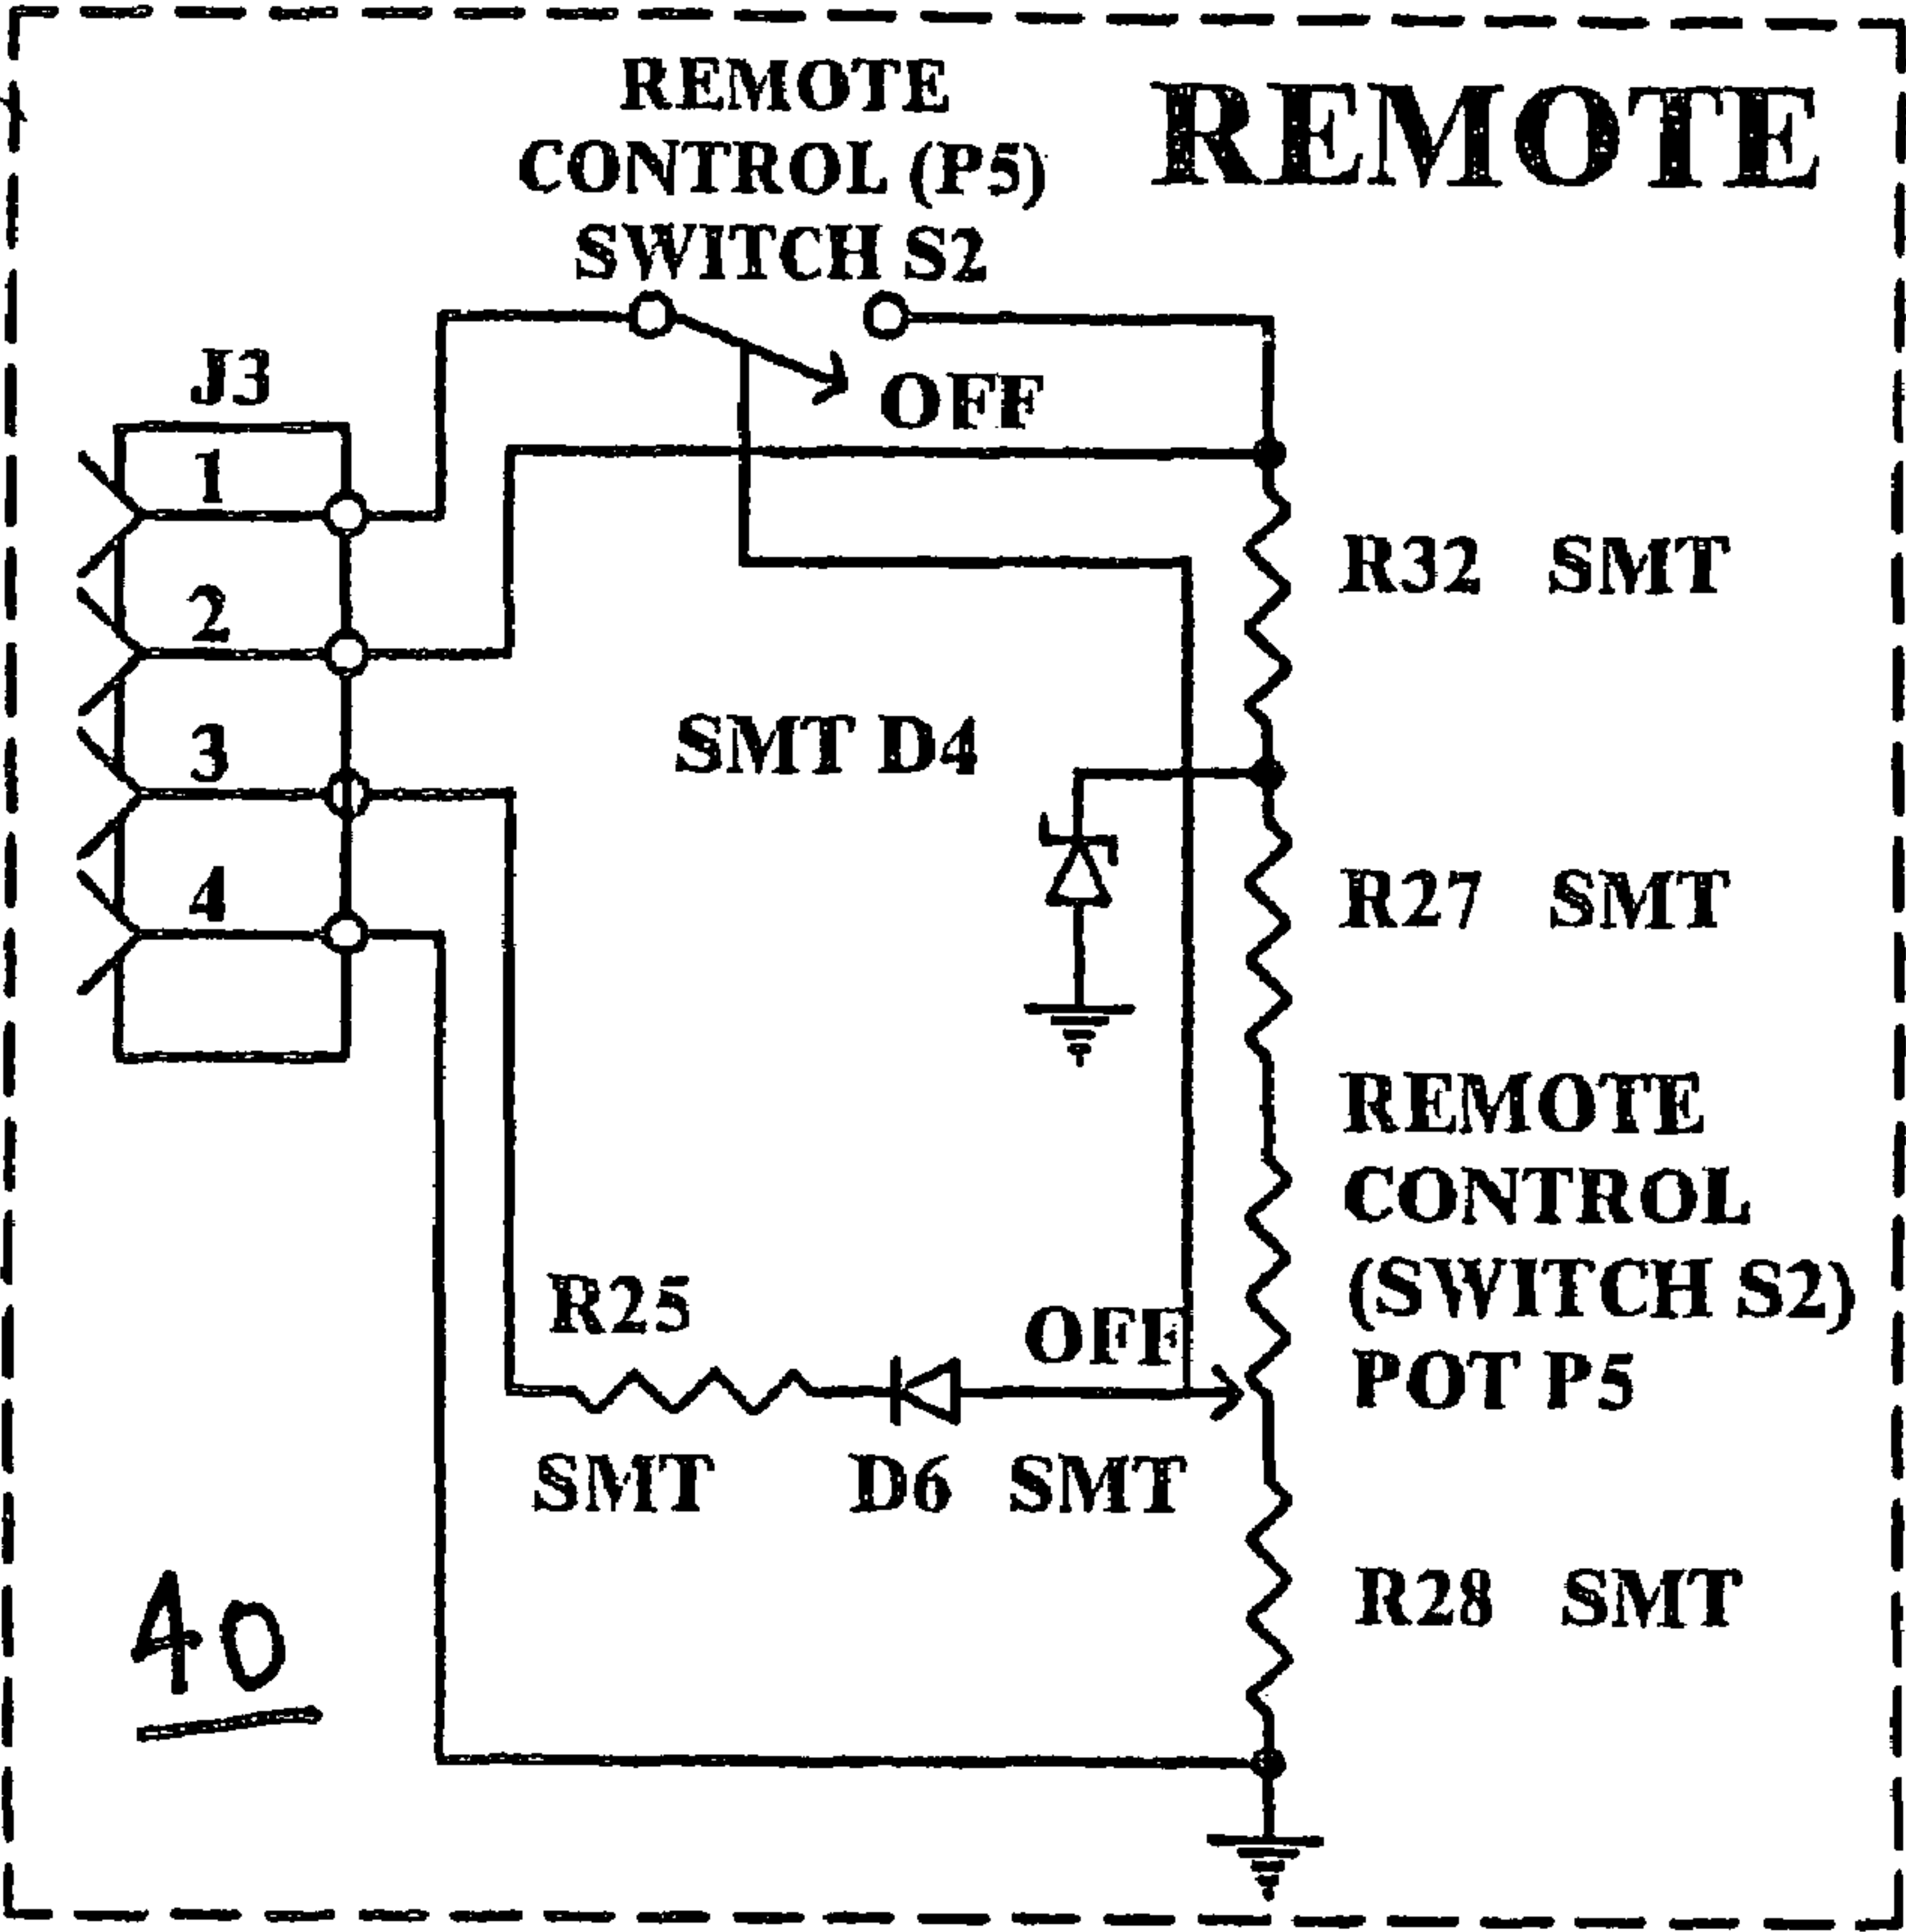 REMOTE
CONTROL (P5)
SWITCH S2
REMOTE
OFF
J3
1
2
3
4
R32 SMT
SMT D4
R27 SMT
REMOTE
CONTROL
(SWITCH S2)
POT P5
R25
OFF
SMT
D6 SMT
R28 SMT
40